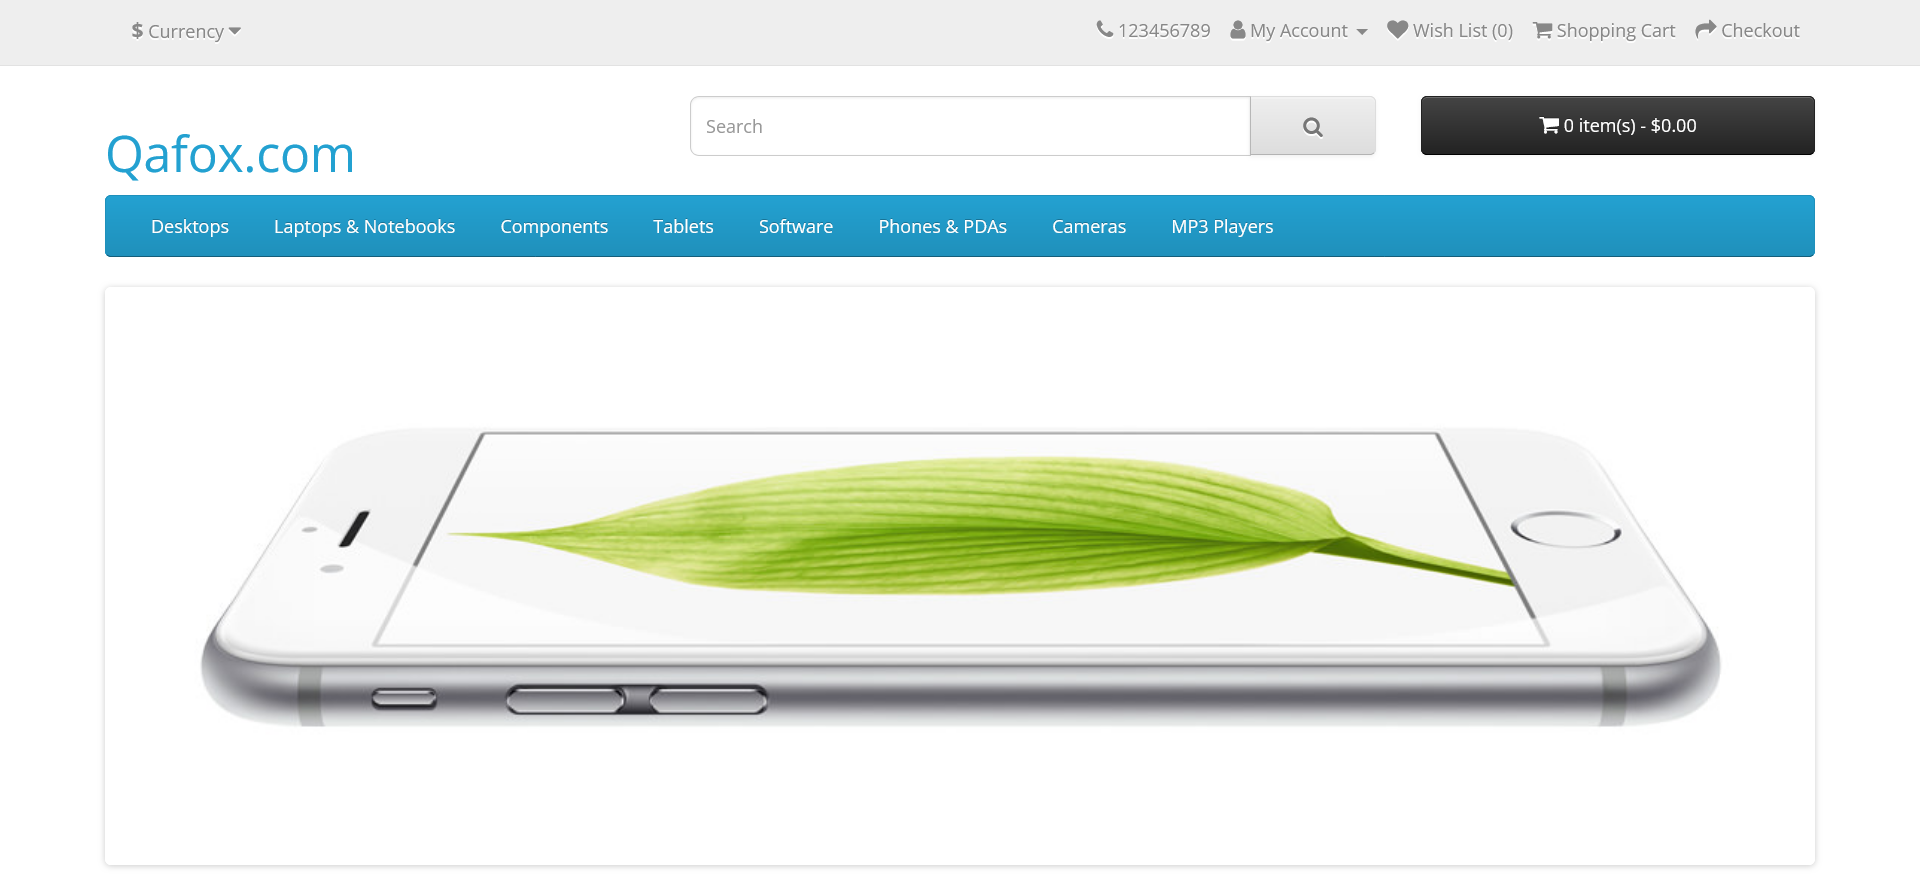 $ Currency
123456789
My Account
Wish List (0)
Shopping Cart
Checkout
Qafox.com
Search
0 item(s) - $0.00
Desktops
Laptops & Notebooks
Components
Tablets
Software
Phones & PDAs
Cameras
MP3 Players